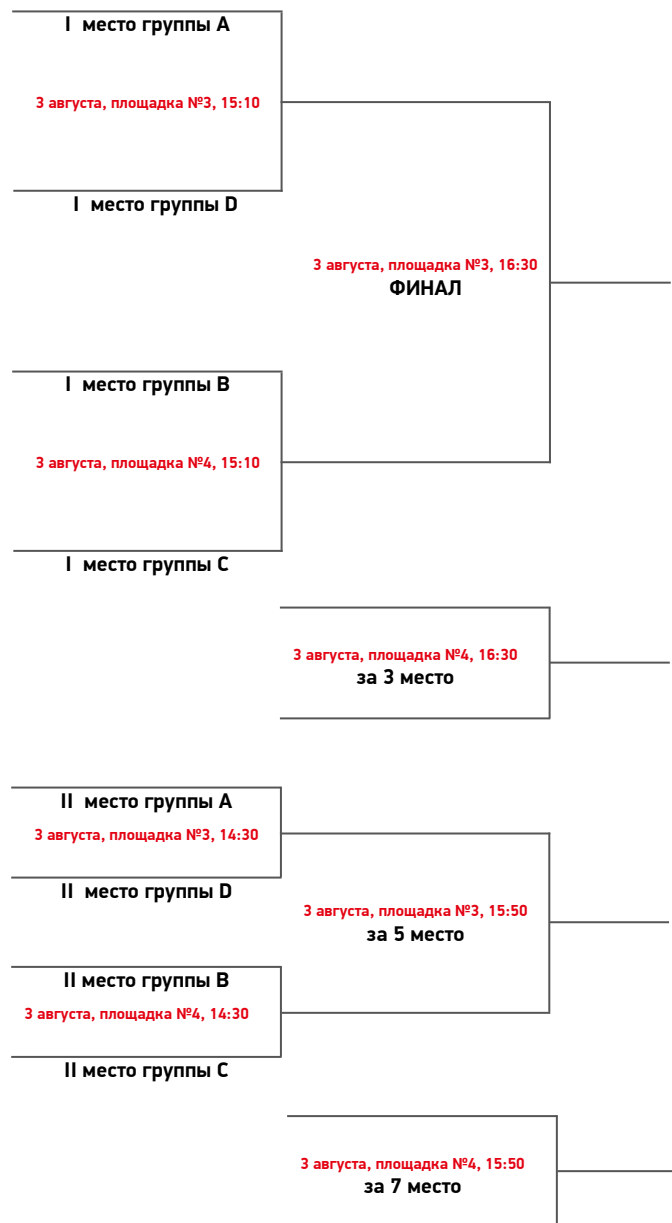 I место группы A
3 августа, площадка №3, 15:10
I место группы D
3 августа, площадка №3, 16:30
ФИНАЛ
I место группы B
3 августа, площадка №4, 15:10
I место группы C
3 августа, площадка №4, 16:30
за 3 место
II место группы A
3 августа, площадка №3, 14:30
II место группы D
3 августа, площадка №3, 15:50
за 5 место
II место группы B
3 августа, площадка №4, 14:30
II место группы C
3 августа, площадка №4, 15:50
за 7 место